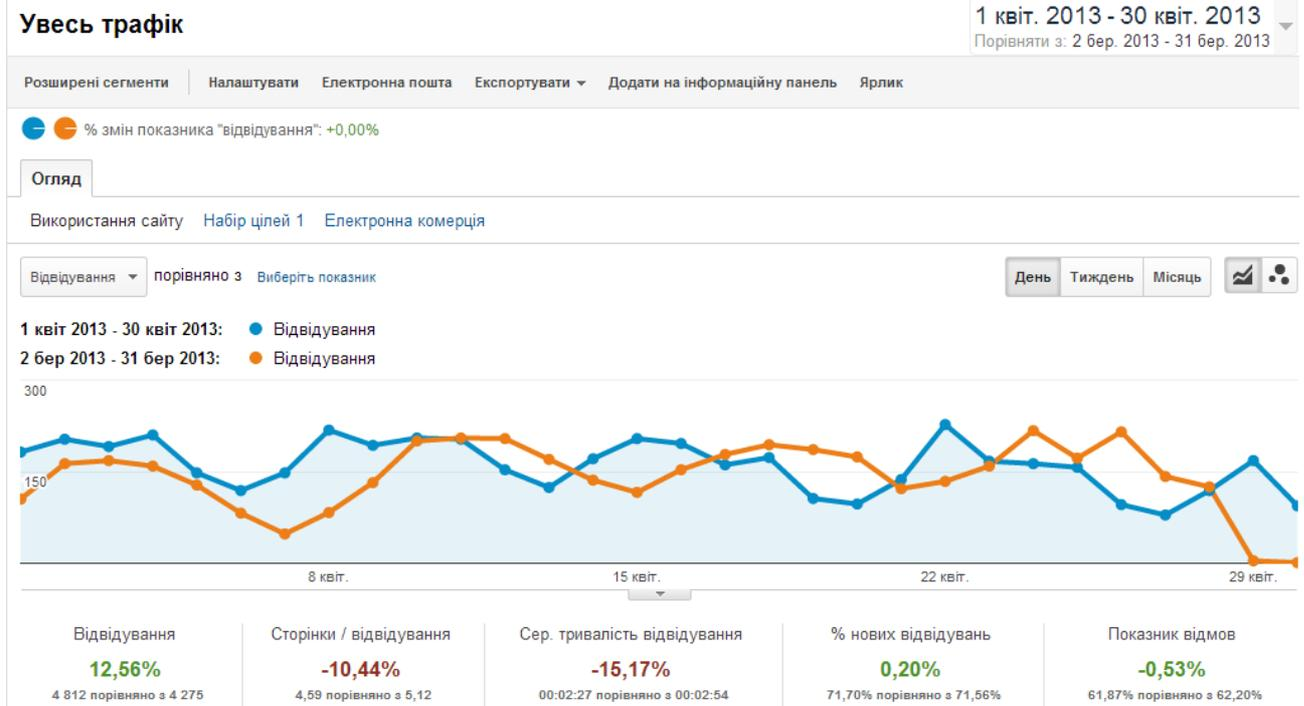 Увесь трафік
1 квіт. 2013 - 30 квіт. 2013
Порівняти з: 2 бер. 2013 - 31 бер. 2013
Розширені сегменти Налаштувати Електронна пошта Експортувати Додати на інформаційну панель Ярлик
% змін показника "відвідування": +0,00%
Огляд
Використання сайту Набір цілей 1 Електронна комерція
Відвідування порівняно з Виберіть показник День Тиждень Місяць
1 квіт 2013 - 30 квіт 2013: Відвідування
2 бер 2013 - 31 бер 2013: Відвідування
300
150
8 квіт. 15 квіт. 22 квіт. 29 квіт.
Відвідування Сторінки / відвідування Сер. тривалість відвідування % нових відвідувань Показник відмов
12,56% -10,44% -15,17% 0,20% -0,53%
4 812 порівняно з 4 275 4,59 порівняно з 5,12 00:02:27 порівняно з 00:02:54 71,70% порівняно з 71,56% 61,87% порівняно з 62,20%